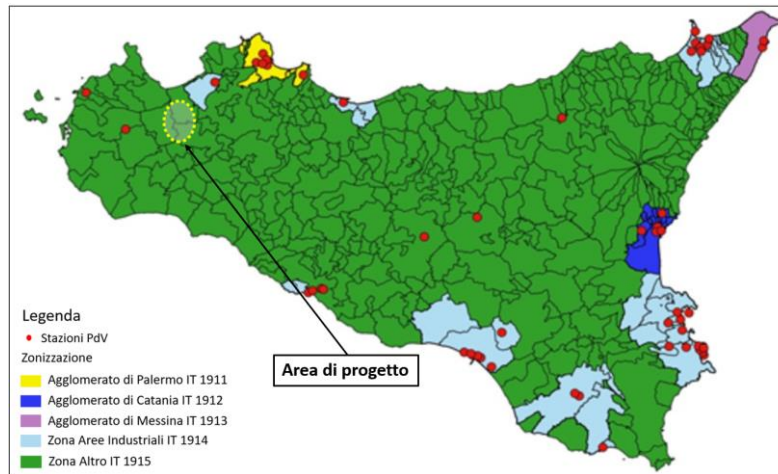 Area di progetto
Legenda
Stazioni PdV
Zonizzazione
Agglomerato di Palermo IT 1911
Agglomerato di Catania IT 1912
Agglomerato di Messina IT 1913
Zona Aree Industriali IT 1914
Zona Altro IT 1915